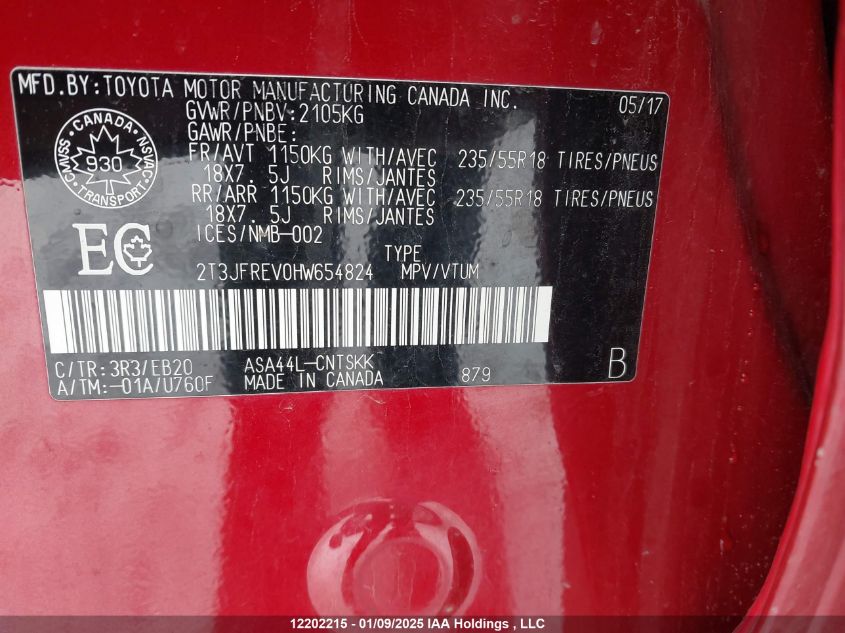 MFD.BY:TOYOTA MOTOR MANUFACTURING CANADA INC. 05/17
GVWR/PNBV:2105KG
GAWR/PNBE:
FR/AVT 1150KG WITH/AVEC 235/55R18 TIRES/PNEUS
18X7.5J RIMS/JANTES
RR/ARR 1150KG WITH/AVEC 235/55R18 TIRES/PNEUS
18X7.5J RIMS/JANTES
ICES/NMB-002
CANADA
CMVSS
930
NSVAC
TRANSPORT
EC
TYPE
2T3JFREV0HW654824 MPV/VTUM
C/TR:3R3/EB20 ASA44L-CNTSKK
A/TM:-01A/U760F MADE IN CANADA 879
B
12202215 - 01/09/2025 IAA Holdings , LLC